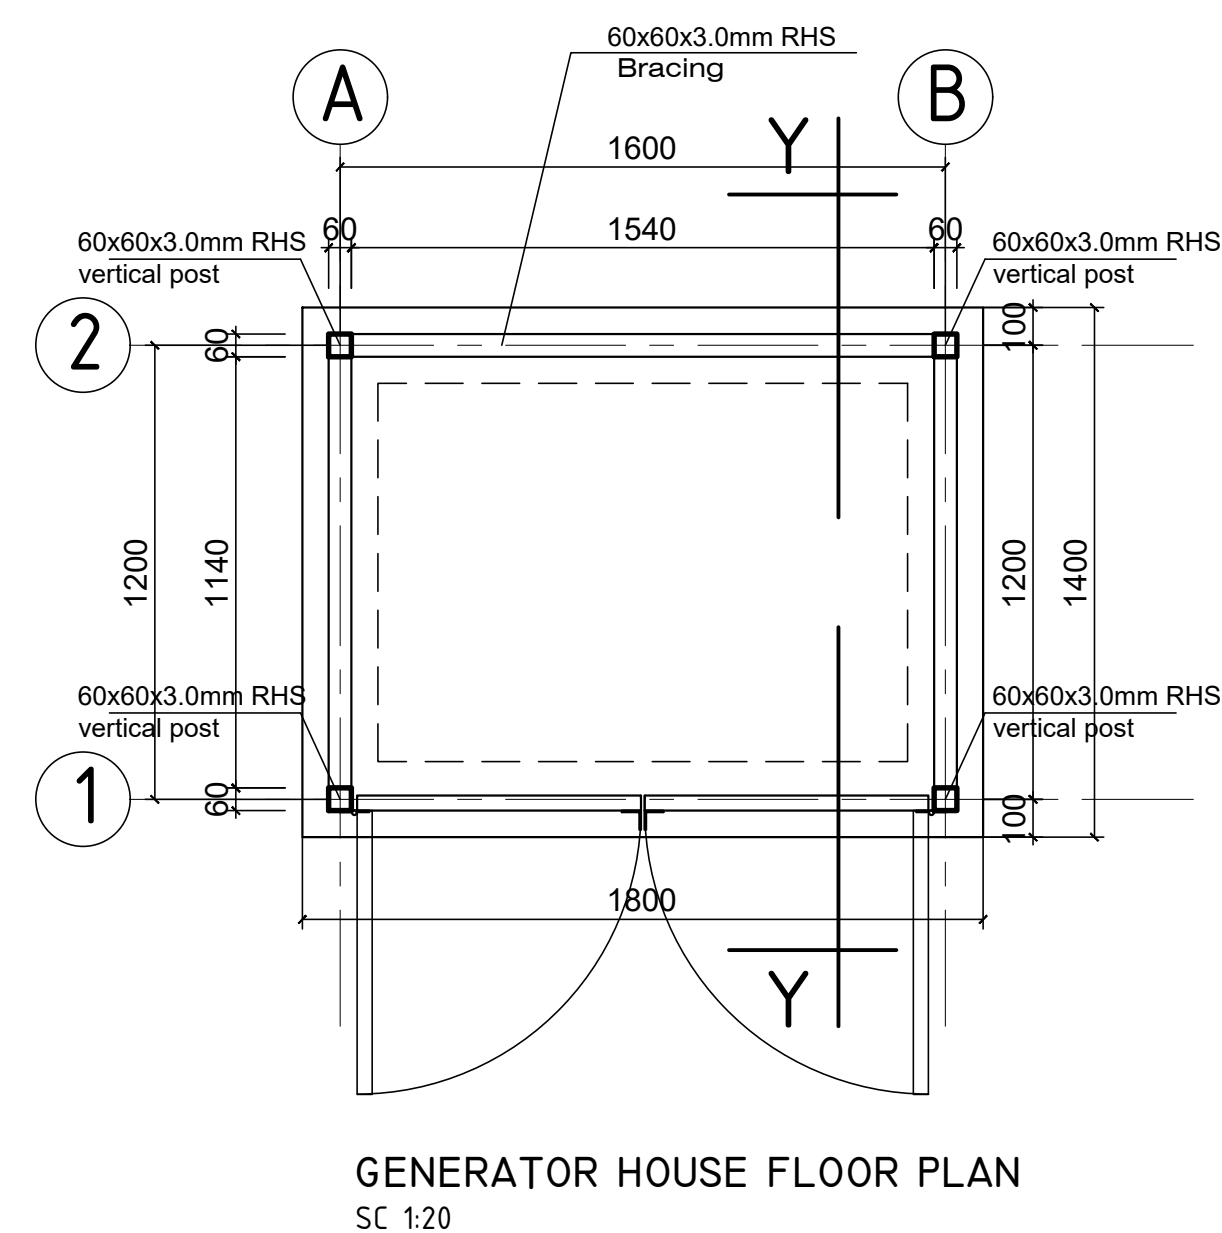 60x60x3.0mm RHS
Bracing
A
B
Y
1600
60
1540
60
60x60x3.0mm RHS
vertical post
60x60x3.0mm RHS
vertical post
2
60
100
1200
1140
1200
1400
60x60x3.0mm RHS
vertical post
60x60x3.0mm RHS
vertical post
1
60
100
1800
Y
GENERATOR HOUSE FLOOR PLAN
SC 1:20